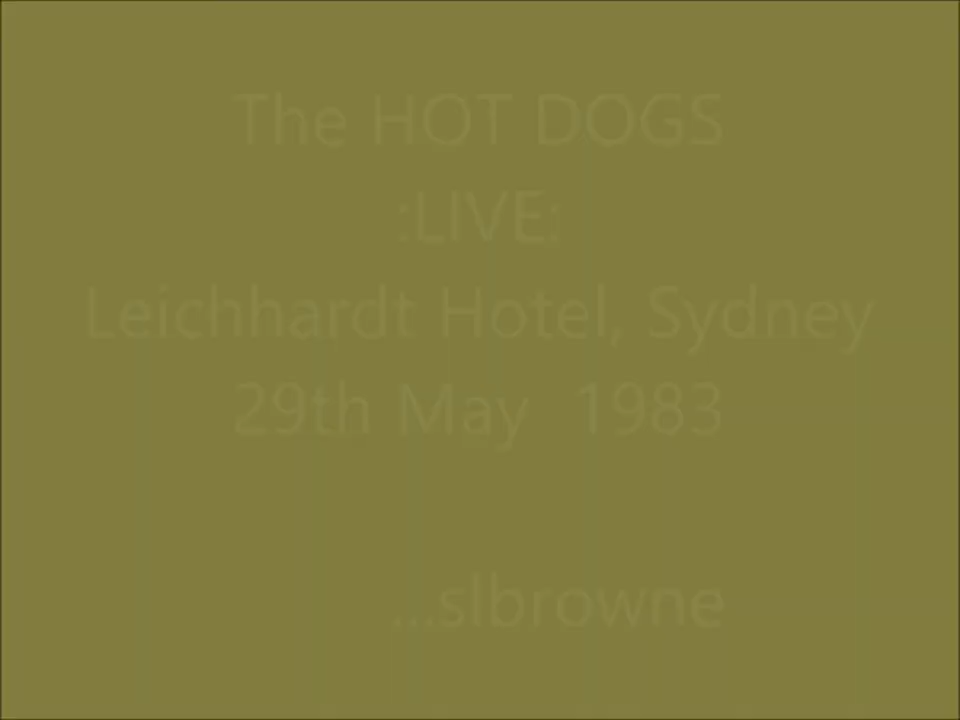 The HOT DOGS
:LIVE:
Leichhardt Hotel, Sydney
29th May  1983
...slbrowne